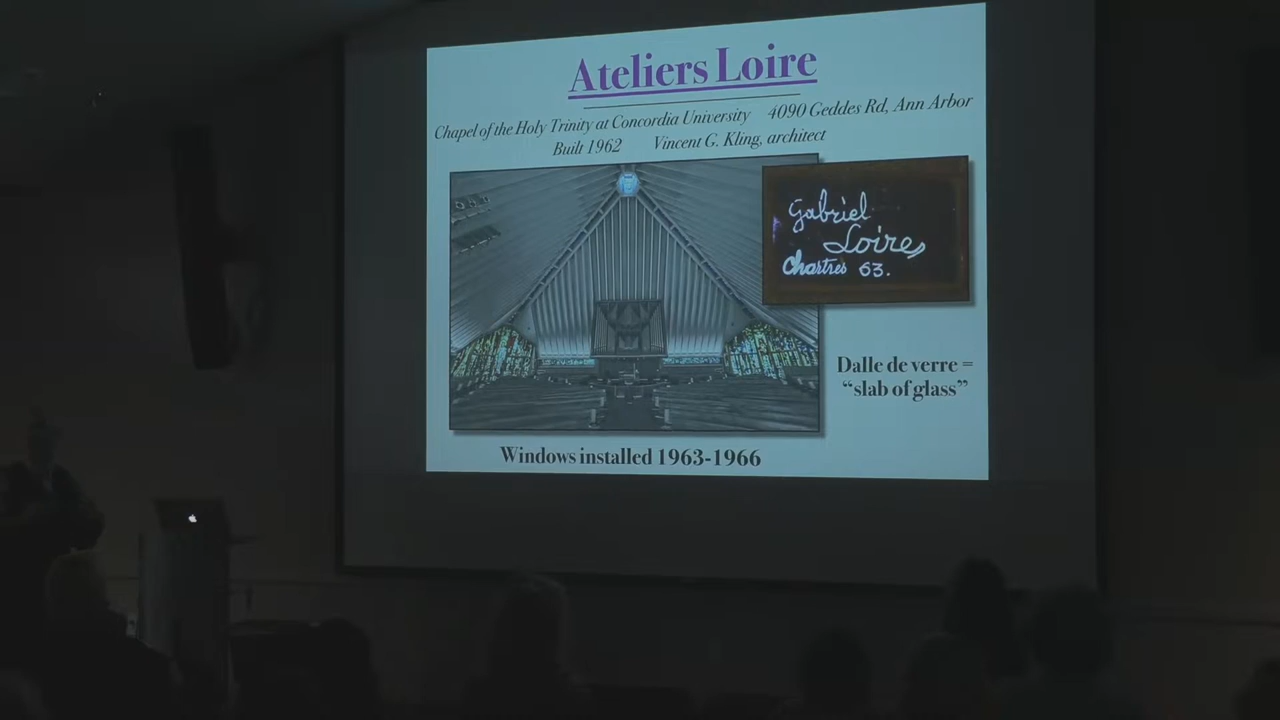 Ateliers Loire
Chapel of the Holy Trinity at Concordia University 4090 Geddes Rd, Ann Arbor
Built 1962 Vincent G. Kling, architect
Gabriel
Loire
Chartres 63.
Dalle de verre =
“slab of glass”
Windows installed 1963-1966